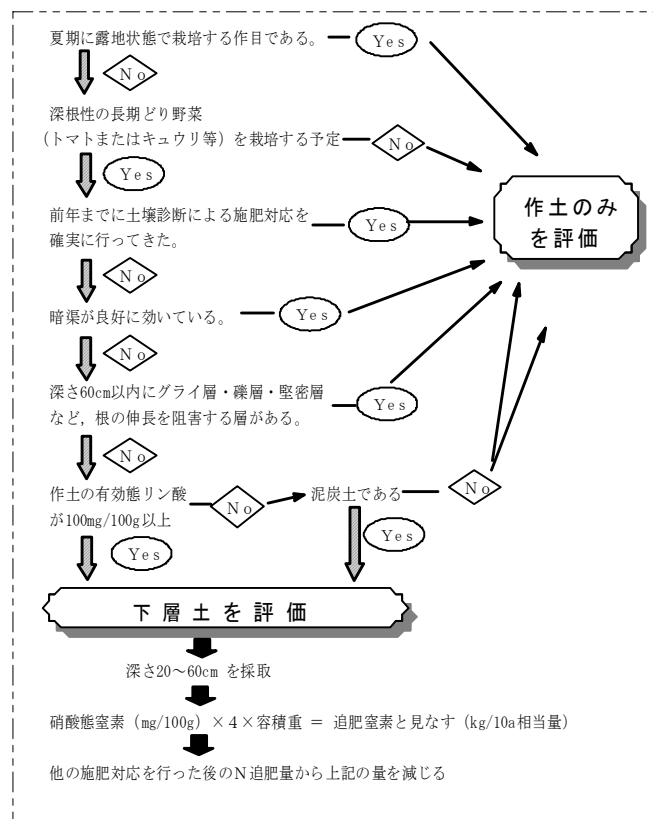 夏期に露地状態で栽培する作目である。
Yes
No
深根性の長期どり野菜
(トマトまたはキュウリ等）を栽培する予定
No
Yes
作土のみ
を評価
前年までに土壌診断による施肥対応を
確実に行ってきた。
Yes
No
暗渠が良好に効いている。
Yes
No
深さ60cm以内にグライ層・礫層・堅密層
など，根の伸長を阻害する層がある。
Yes
No
作土の有効態リン酸
が100mg/100g以上
No
泥炭土である
No
Yes
Yes
下層土を評価
深さ20～60cm を採取
硝酸態窒素（mg/100g）×４×容積重 ＝ 追肥窒素と見なす（kg/10a相当量）
他の施肥対応を行った後のN追肥量から上記の量を減じる